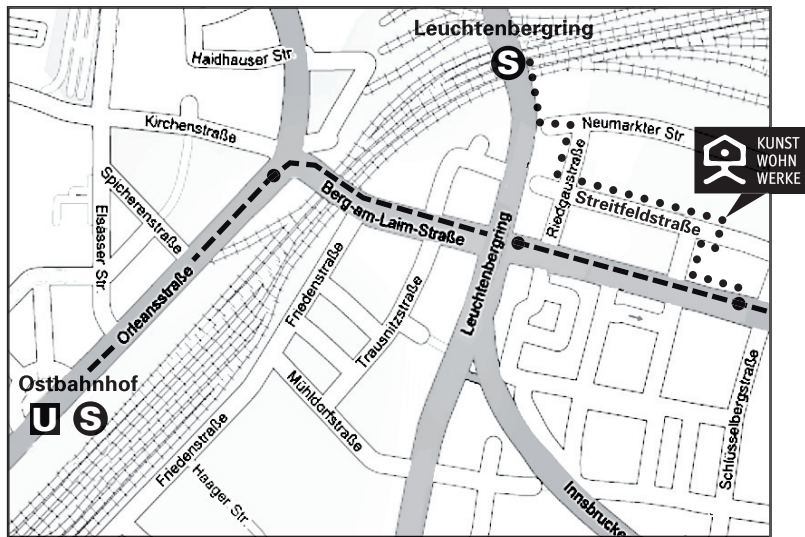 Leuchtenbergring
S
Haidhauser Str.
Kirchenstraße
Neumarkter Str
KUNST
WOHN
WERKE
Spicherenstraße
Elsässer Str.
Berg-am-Laim-Straße
Riedgaustraße
Streitfeldstraße
Leuchtenbergring
Orleansstraße
Friedenstraße
Trausnitzstraße
Ostbahnhof
U S
Mühldorfstraße
Schlüsselbergstraße
Friedenstraße
Haager Str.
Innsbrucke